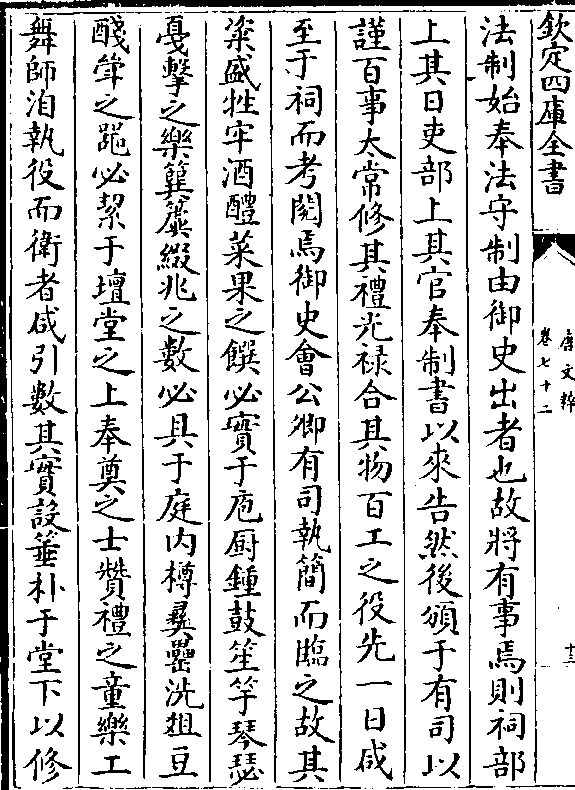 欽定四庫全書
唐文粹
卷七十二
十三
法制始奉法守制由御史出者也故將有事焉則祠部
上其日吏部上其官奉制書以來告然後頒于有司以
謹百事太常修其禮光禄合其物百工之役先一日咸
至于祠而考閱焉御史會公卿有司執簡而臨之故其
粢盛牲牢酒醴菜果之饌必實于庖厨鍾鼓笙竽琴瑟
戞擊之樂簨簴綴兆之數必具于庭内樽彛罍洗俎豆
醆斚之噐必絜于壇堂之上奉奠之士贊禮之童樂工
舞師洎執役而衛者咸引數其實設箠朴于堂下以修